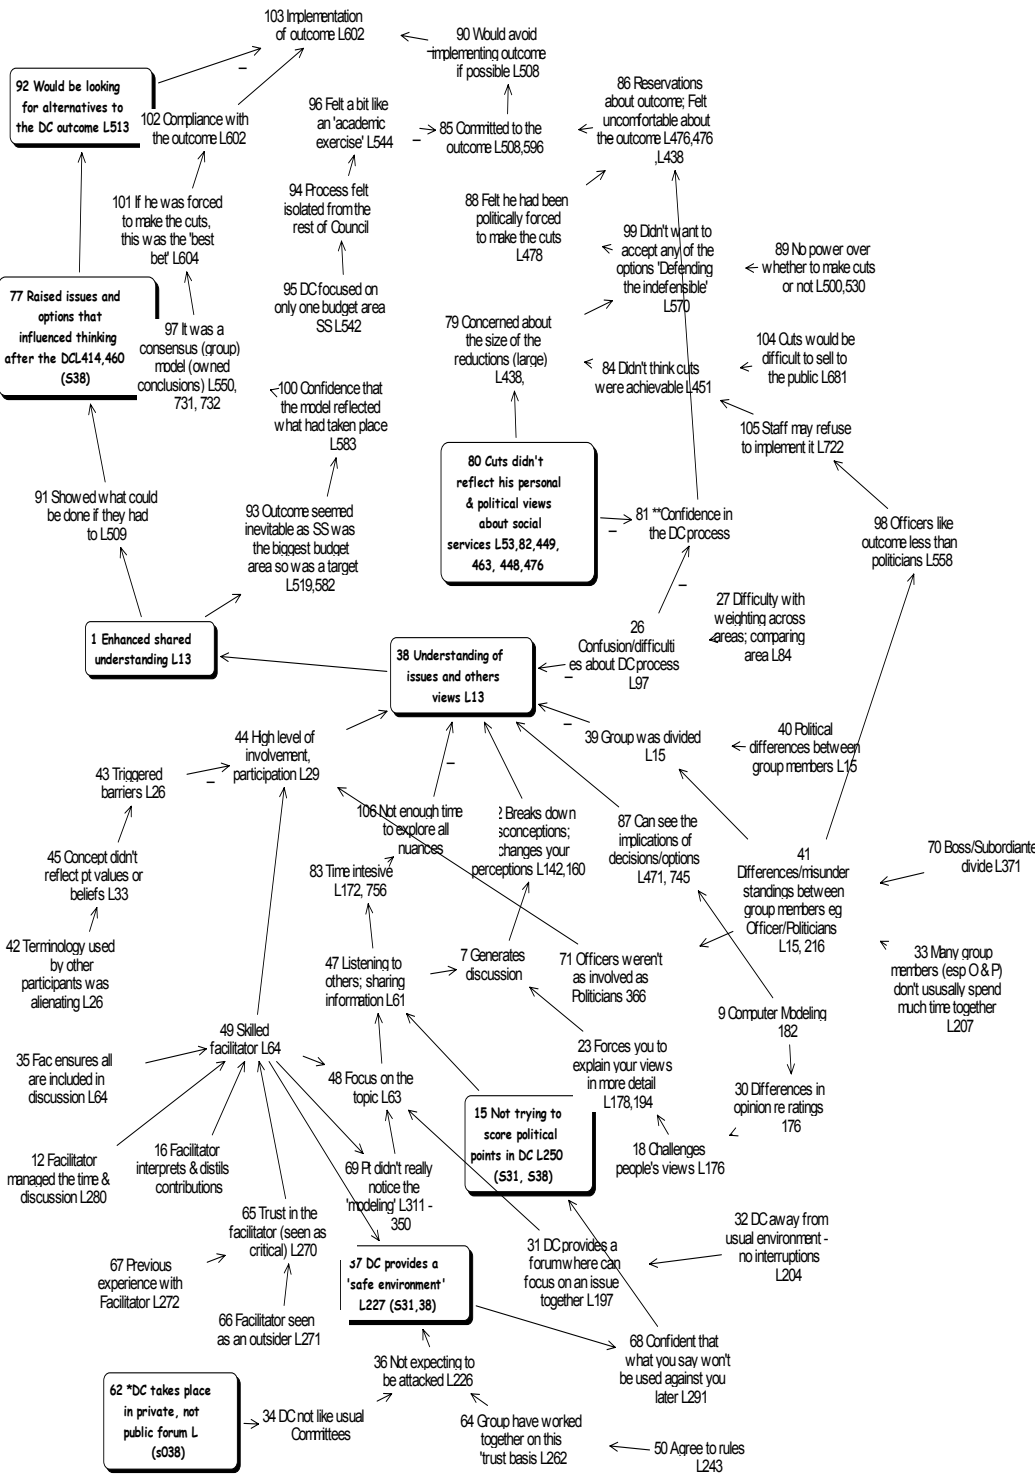 103 Implementation
of outcome L602
90 Would avoid
implementing outcome
if possible L508
92 Would be looking
for alternatives to
the DC outcome L513
96 Felt a bit like
an 'academic
exercise' L544
86 Reservations
about outcome; Felt
uncomfortable about
the outcome L476,476
,L438
102 Compliance with
the outcome L602
85 Committed to the
outcome L508,596
101 If he was forced
to make the cuts,
this was the 'best
bet' L604
94 Process felt
isolated from the
rest of Council
88 Felt he had been
politically forced
to make the cuts
L478
99 Didn't want to
accept any of the
options 'Defending
the indefensible'
L570
89 No power over
whether to make cuts
or not L500,530
77 Raised issues and
options that
influenced thinking
after the DCL414,460
(S38)
95 DC focused on
only one budget area
SS L542
97 It was a
consensus (group)
model (owned
conclusions) L550,
731, 732
79 Concerned about
the size of the
reductions (large)
L438,
104 Cuts would be
difficult to sell to
the public L681
84 Didn't think cuts
were achievable L451
100 Confidence that
the model reflected
what had taken place
L583
105 Staff may refuse
to implement it L722
80 Cuts didn't
reflect his personal
& political views
about social
services L53,82,449,
463, 448,476
91 Showed what could
be done if they had
to L509
93 Outcome seemed
inevitable as SS was
the biggest budget
area so was a target
L519,582
81 **Confidence in
the DC process
98 Officers like
outcome less than
politicians L558
27 Difficulty with
weighting across
areas; comparing
area L84
1 Enhanced shared
understanding L13
38 Understanding of
issues and others
views L13
26
Confusion/difficulti
es about DC process
L97
44 High level of
involvement,
participation L29
39 Group was divided
L15
40 Political
differences between
group members L15
43 Triggered
barriers L26
106 Not enough time
to explore all
nuances
2 Breaks down
sconceptions;
changes your
perceptions L142,160
87 Can see the
implications of
decisions/options
L471, 745
41
Differences/misunder
standings between
group members eg
Officer/Politicians
L15, 216
70 Boss/Subordiante
divide L371
45 Concept didn't
reflect pt values or
beliefs L33
83 Time intesive
L172, 756
42 Terminology used
by other
participants was
alienating L26
47 Listening to
others; sharing
information L61
7 Generates
discussion
71 Officers weren't
as involved as
Politicians 366
33 Many group
members (esp O & P)
don't ususally spend
much time together
L207
9 Computer Modeling
182
49 Skilled
facilitator L64
35 Fac ensures all
are included in
discussion L64
48 Focus on the
topic L63
23 Forces you to
explain your views
in more detail
L178,194
30 Differences in
opinion re ratings
176
15 Not trying to
score political
points in DC L250
(S31, S38)
18 Challenges
people's views L176
12 Facilitator
managed the time &
discussion L280
16 Facilitator
interprets & distils
contributions
69 Pt didn't really
notice the
'modeling' L311 -
350
65 Trust in the
facilitator (seen as
critical) L270
32 DC away from
usual environment -
no interruptions
L204
31 DC provides a
forum where can
focus on an issue
together L197
67 Previous
experience with
Facilitator L272
37 DC provides a
'safe environment'
L227 (S31,38)
66 Facilitator seen
as an outsider L271
68 Confident that
what you say won't
be used against you
later L291
36 Not expecting to
be attacked L226
62 *DC takes place
in private, not
public forum L
(s038)
34 DC not like usual
Committees
64 Group have worked
together on this
'trust basis L262
50 Agree to rules
L243